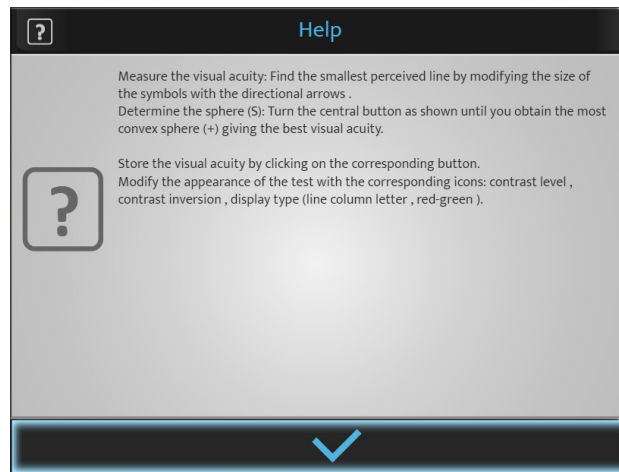 ?
Help
Measure the visual acuity: Find the smallest perceived line by modifying the size of
the symbols with the directional arrows .
Determine the sphere (S): Turn the central button as shown until you obtain the most
convex sphere (+) giving the best visual acuity.
Store the visual acuity by clicking on the corresponding button.
Modify the appearance of the test with the corresponding icons: contrast level ,
contrast inversion , display type (line column letter , red-green ).
?